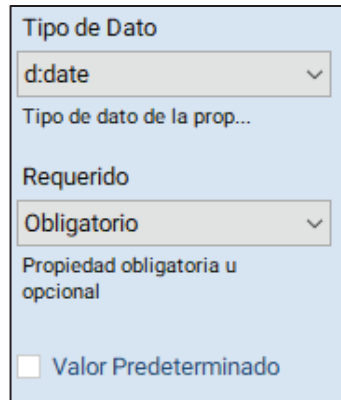 Tipo de Dato
d:date
Tipo de dato de la prop...
Requerido
Obligatorio
Propiedad obligatoria u
opcional
Valor Predeterminado